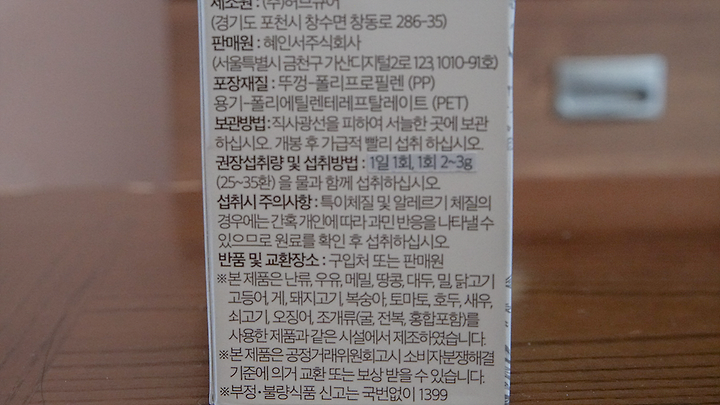 제조원 : (주)허브큐어
(경기도 포천시 창수면 창동로 286-35)
판매원 : 혜인서주식회사
(서울특별시 금천구 가산디지털2로 123, 1010-91호)
포장재질 : 뚜껑-폴리프로필렌 (PP)
용기-폴리에틸렌테레프탈레이트 (PET)
보관방법 : 직사광선을 피하여 서늘한 곳에 보관
하십시오. 개봉 후 가급적 빨리 섭취 하십시오.
권장섭취량 및 섭취방법 : 1일 1회, 1회 2~3g
(25~35환) 을 물과 함께 섭취하십시오.
섭취시 주의사항 : 특이체질 및 알레르기 체질의
경우에는 간혹 개인에 따라 과민 반응을 나타낼 수
있으므로 원료를 확인 후 섭취하십시오.
반품 및 교환장소 : 구입처 또는 판매원
※본 제품은 난류, 우유, 메밀, 땅콩, 대두, 밀, 닭고기
고등어, 게, 돼지고기, 복숭아, 토마토, 호두, 새우,
쇠고기, 오징어, 조개류(굴, 전복, 홍합포함)를
사용한 제품과 같은 시설에서 제조하였습니다.
※본 제품은 공정거래위원회고시 소비자분쟁해결
기준에 의거 교환 또는 보상 받을 수 있습니다.
※부정·불량식품 신고는 국번없이 1399